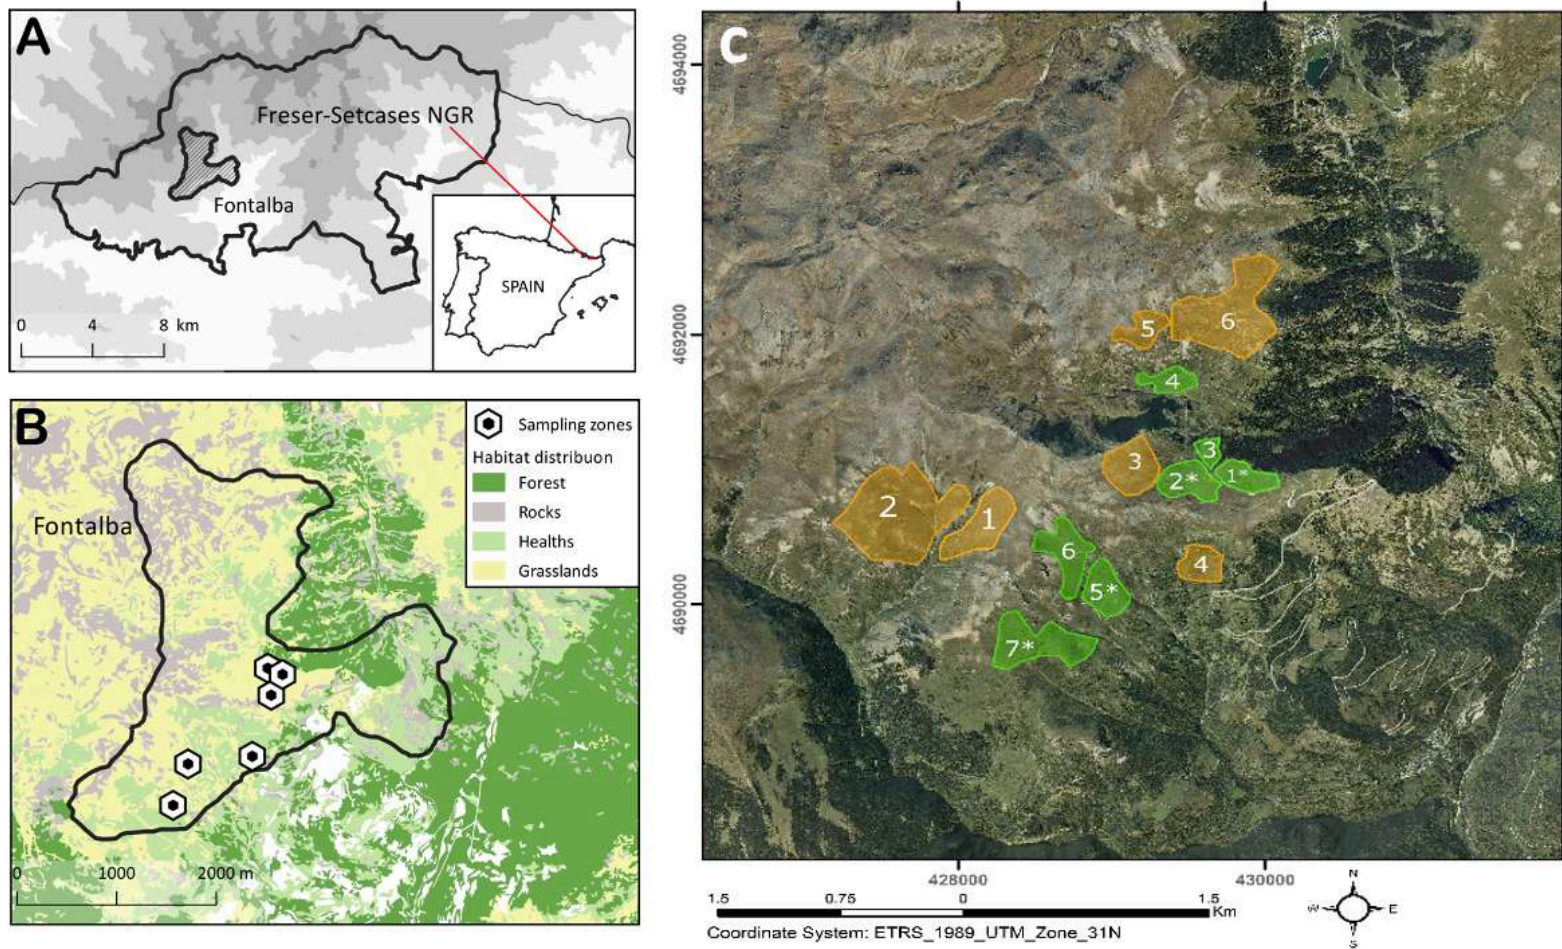 A
Freser-Setcases NGR
Fontalba
SPAIN
0 4 8 km
B
Sampling zones
Habitat distribuon
Forest
Rocks
Healths
Grasslands
Fontalba
0 1000 2000 m
C
4694000
4692000
4690000
5
6
4
3
3
2*
1*
2
1
6
5*
4
7*
428000
430000
1.5 0.75 0 1.5 Km
Coordinate System: ETRS_1989_UTM_Zone_31N
N
W E
S